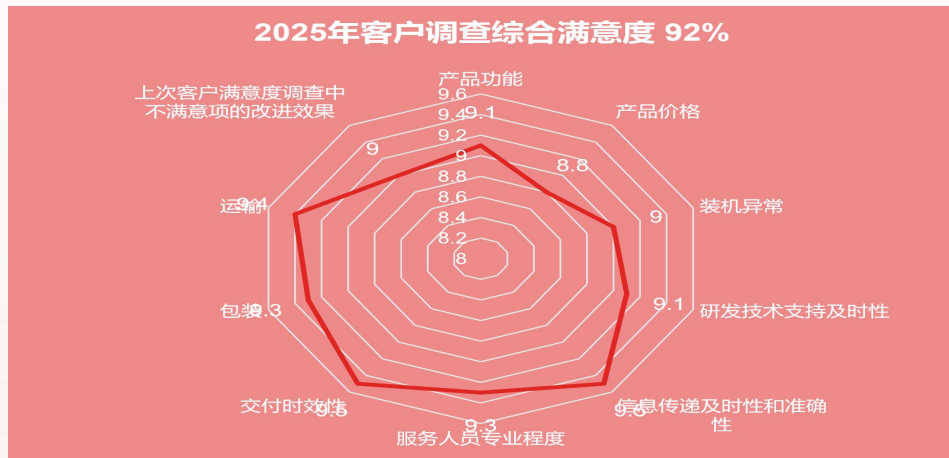 2025年客户调查综合满意度 92%
产品功能
9.6
9.4
9.2
9
8.8
8.6
8.4
8.2
8
9.1
产品价格
8.8
装机异常
9
研发技术支持及时性
9.1
信息传递及时性和准确
性
9.5
服务人员专业程度
9.3
交付时效性
9.5
包装
9.3
运输
9.4
上次客户满意度调查中
不满意项的改进效果
9